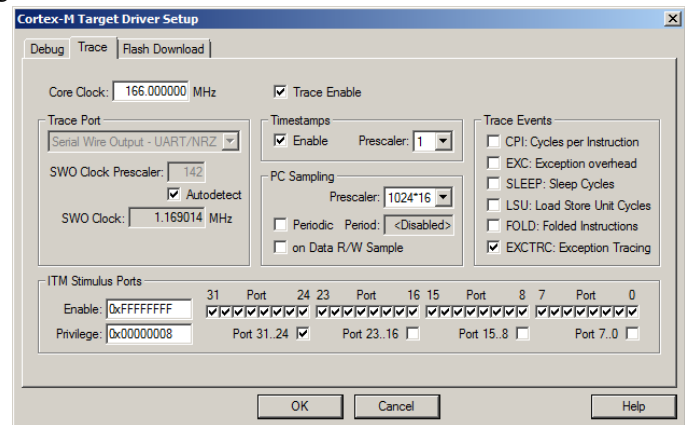 Cortex-M Target Driver Setup
Debug Trace Flash Download
Core Clock: 166.000000 MHz Trace Enable
Trace Port
Serial Wire Output - UART/NRZ
SWO Clock Prescaler: 142
Autodetect
SWO Clock: 1.169014 MHz
Timestamps
Enable Prescaler: 1
PC Sampling
Prescaler: 1024*16
Periodic Period: <Disabled>
on Data R/W Sample
Trace Events
CPI: Cycles per Instruction
EXC: Exception overhead
SLEEP: Sleep Cycles
LSU: Load Store Unit Cycles
FOLD: Folded Instructions
EXCTRC: Exception Tracing
ITM Stimulus Ports
31 Port 24 23 Port 16 15 Port 8 7 Port 0
Enable: 0xFFFFFFFF
Privilege: 0x00000008 Port 31..24 Port 23..16 Port 15..8 Port 7..0
OK Cancel Help